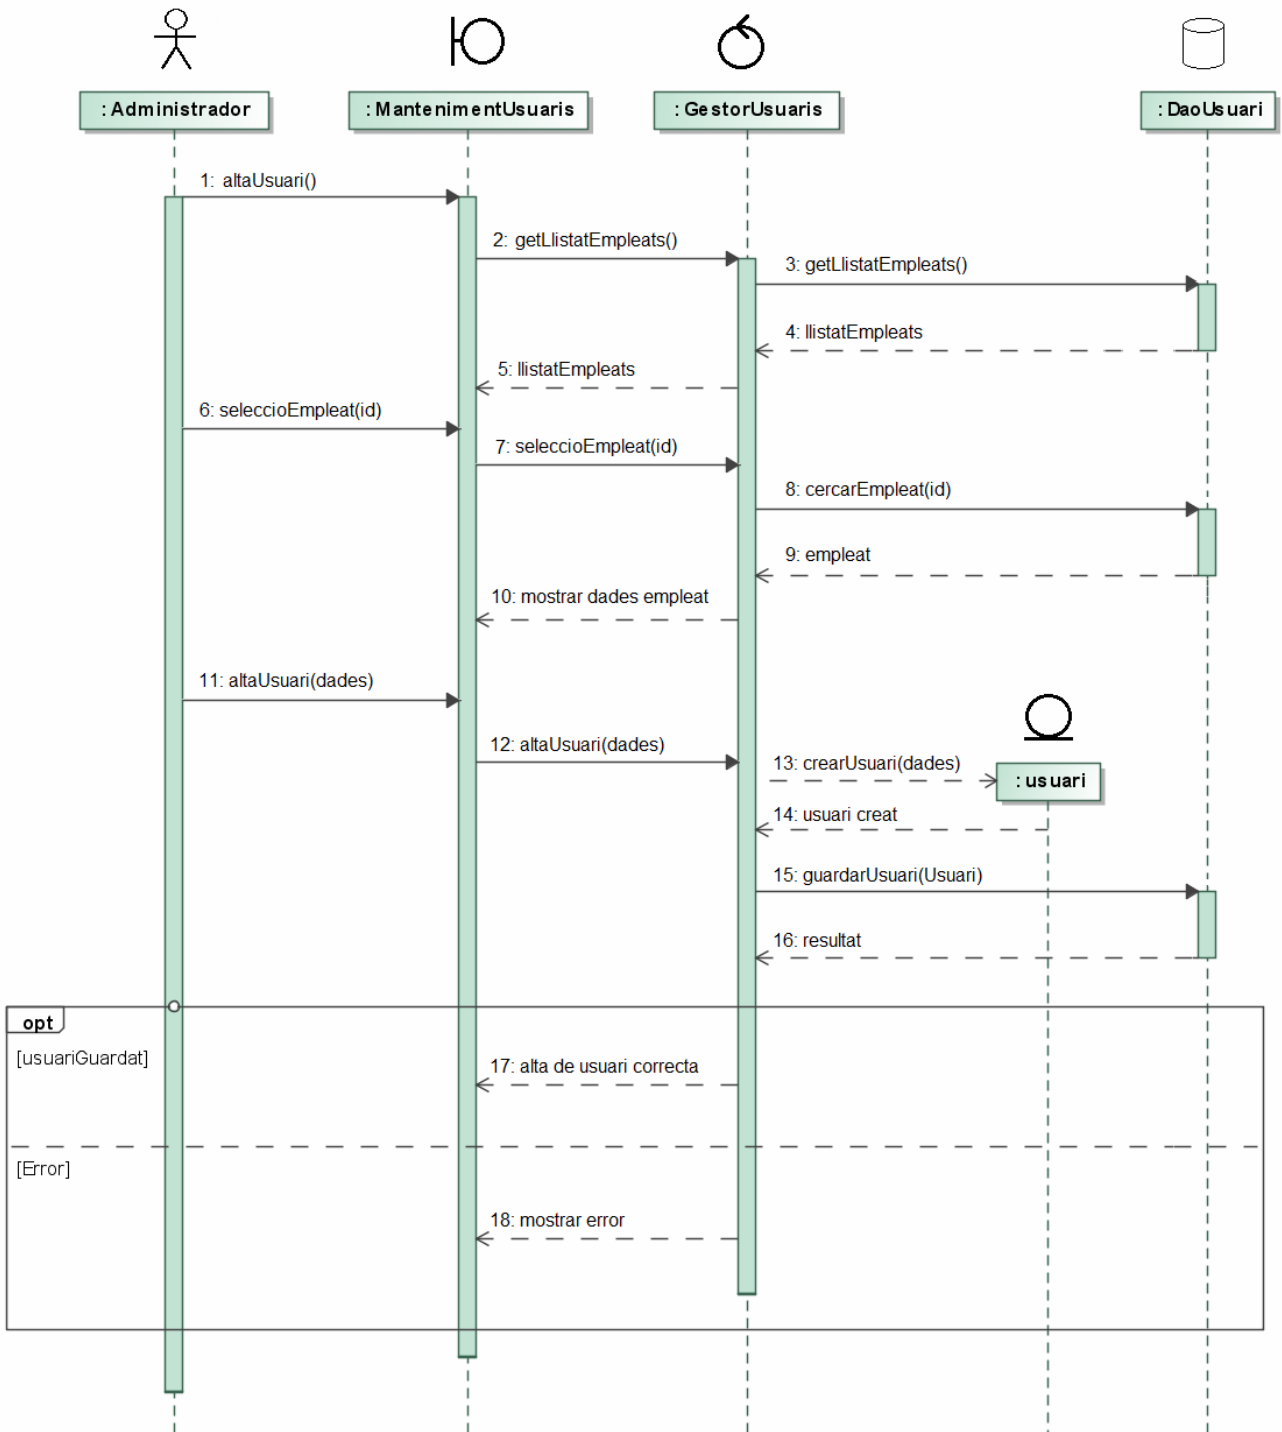 : Administrador
: MantenimentUsuaris
: GestorUsuaris
: DaoUsuari
1: altaUsuari()
2: getLlistatEmpleats()
3: getLlistatEmpleats()
4: llistatEmpleats
5: llistatEmpleats
6: seleccioEmpleat(id)
7: seleccioEmpleat(id)
8: cercarEmpleat(id)
9: empleat
10: mostrar dades empleat
11: altaUsuari(dades)
12: altaUsuari(dades)
13: crearUsuari(dades)
: usuari
14: usuari creat
15: guardarUsuari(Usuari)
16: resultat
opt
[usuariGuardat]
17: alta de usuari correcta
[Error]
18: mostrar error